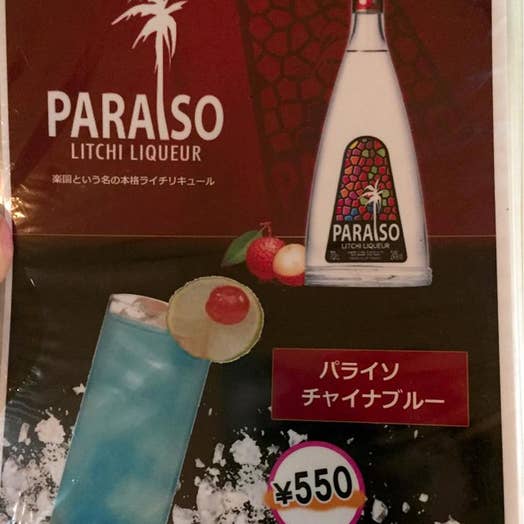 PARAISO
LITCHI LIQUEUR
楽園という名の本格ライチリキュール
PARAISO
LITCHI LIQUEUR
パライソ
チャイナブルー
¥550